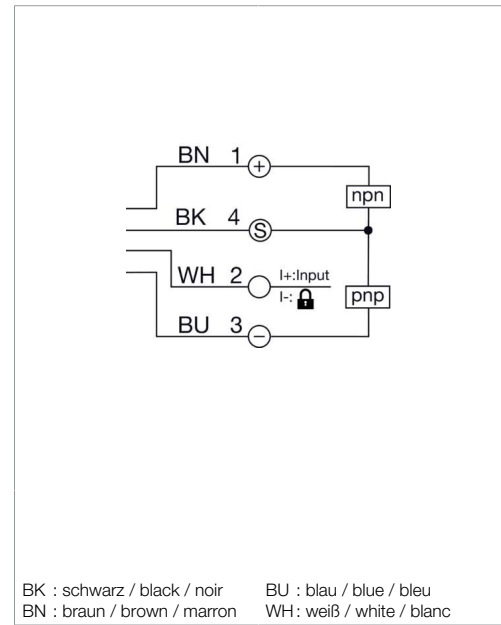 BN 1 +
npn
BK 4 S
WH 2 I+:Input
I-:
pnp
BU 3 −
BK : schwarz / black / noir BU : blau / blue / bleu
BN : braun / brown / marron WH : weiß / white / blanc